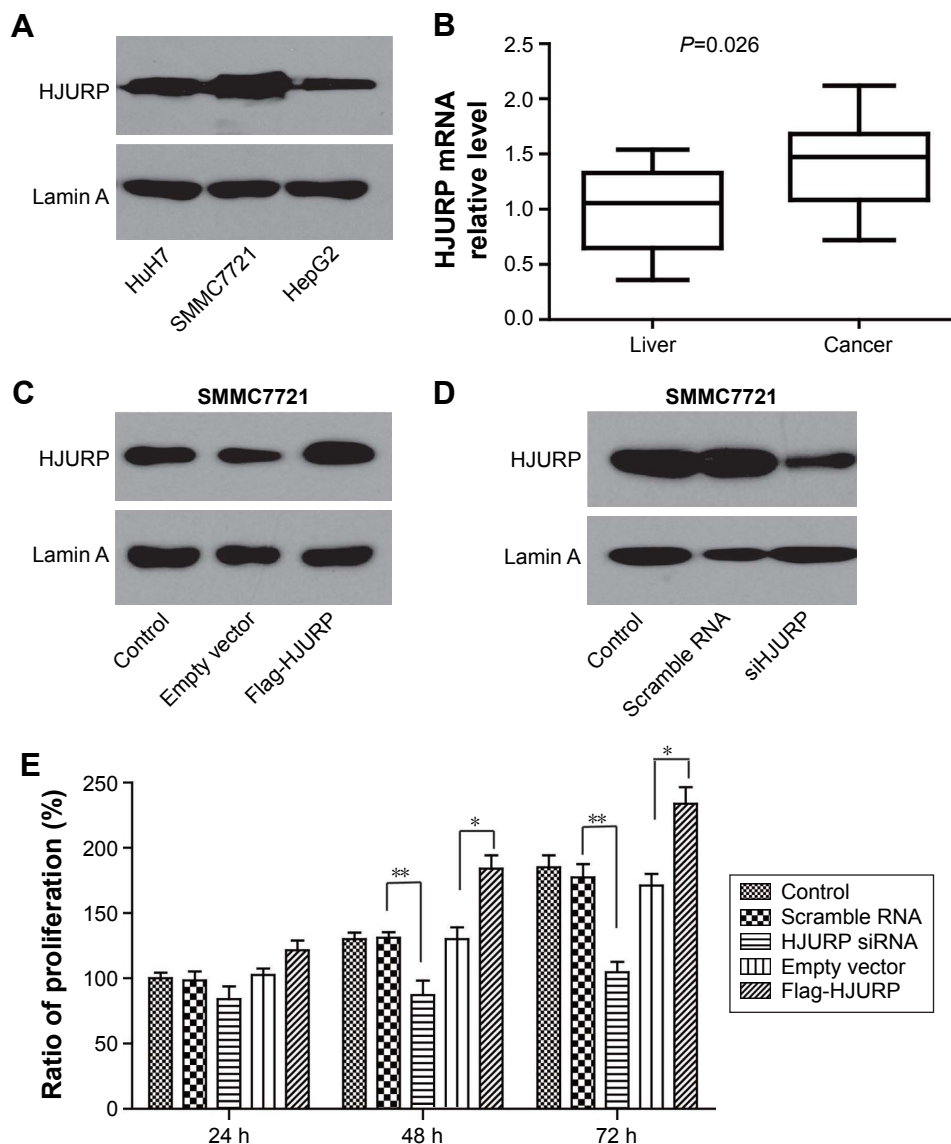 A
HJURP
Lamin A
HuH7
SMMC7721
HepG2
B
P=0.026
HJURP mRNA
relative level
2.5
2.0
1.5
1.0
0.5
0.0
Liver
Cancer
C
SMMC7721
HJURP
Lamin A
Control
Empty vector
Flag-HJURP
D
SMMC7721
HJURP
Lamin A
Control
Scramble RNA
siHJURP
E
Ratio of proliferation (%)
250
200
150
100
50
0
**
*
**
*
24 h
48 h
72 h
Control
Scramble RNA
HJURP siRNA
Empty vector
Flag-HJURP